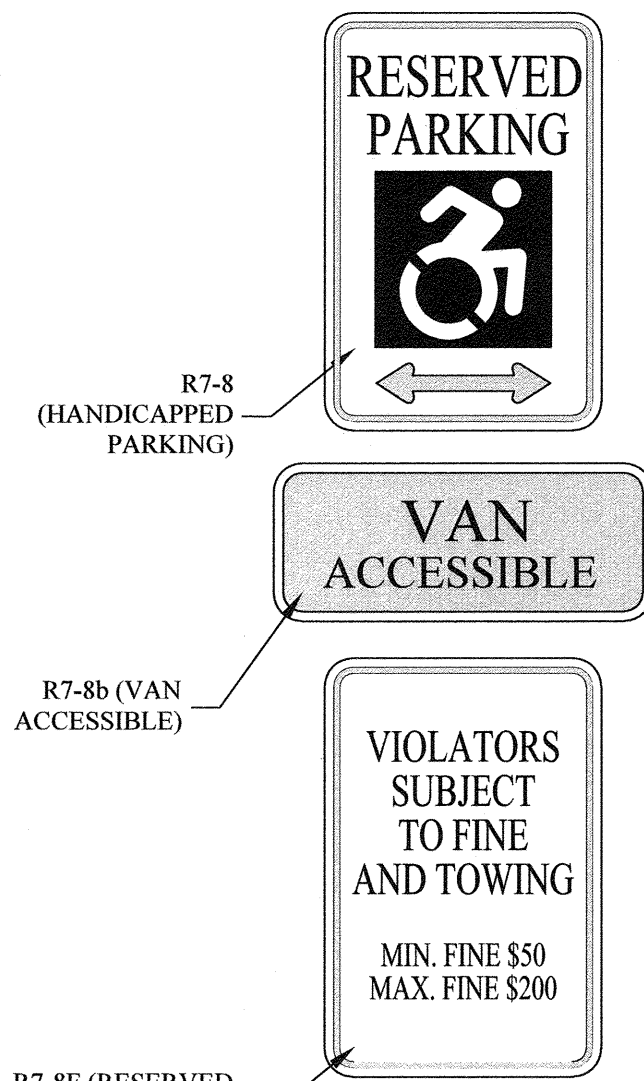 RESERVED
PARKING
R7-8
(HANDICAPPED
PARKING)
VAN
ACCESSIBLE
R7-8b (VAN
ACCESSIBLE)
VIOLATORS
SUBJECT
TO FINE
AND TOWING
MIN. FINE $50
MAX. FINE $200
R7-8F (RESERVED